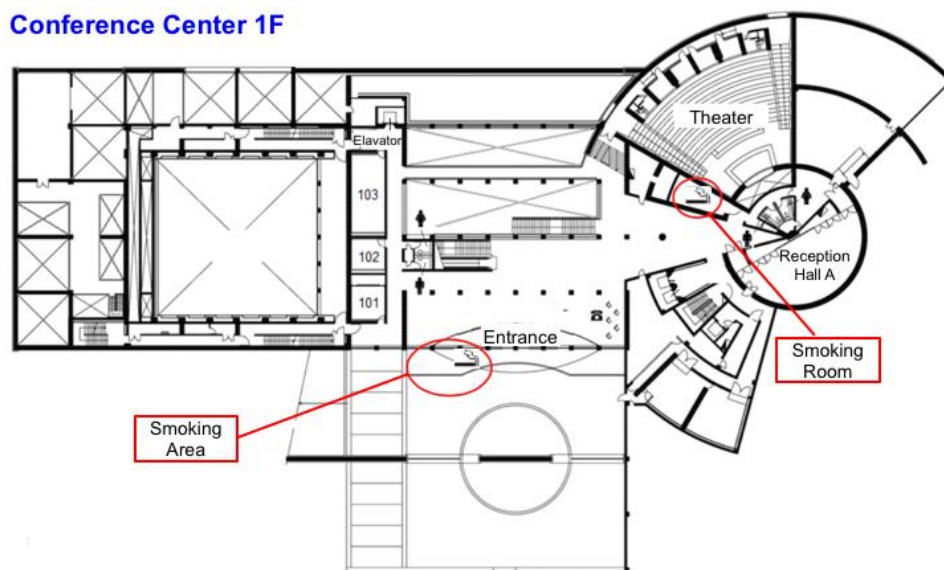 Conference Center 1F
Theater
Elavator
103
102
101
Reception
Hall A
Entrance
Smoking
Room
Smoking
Area